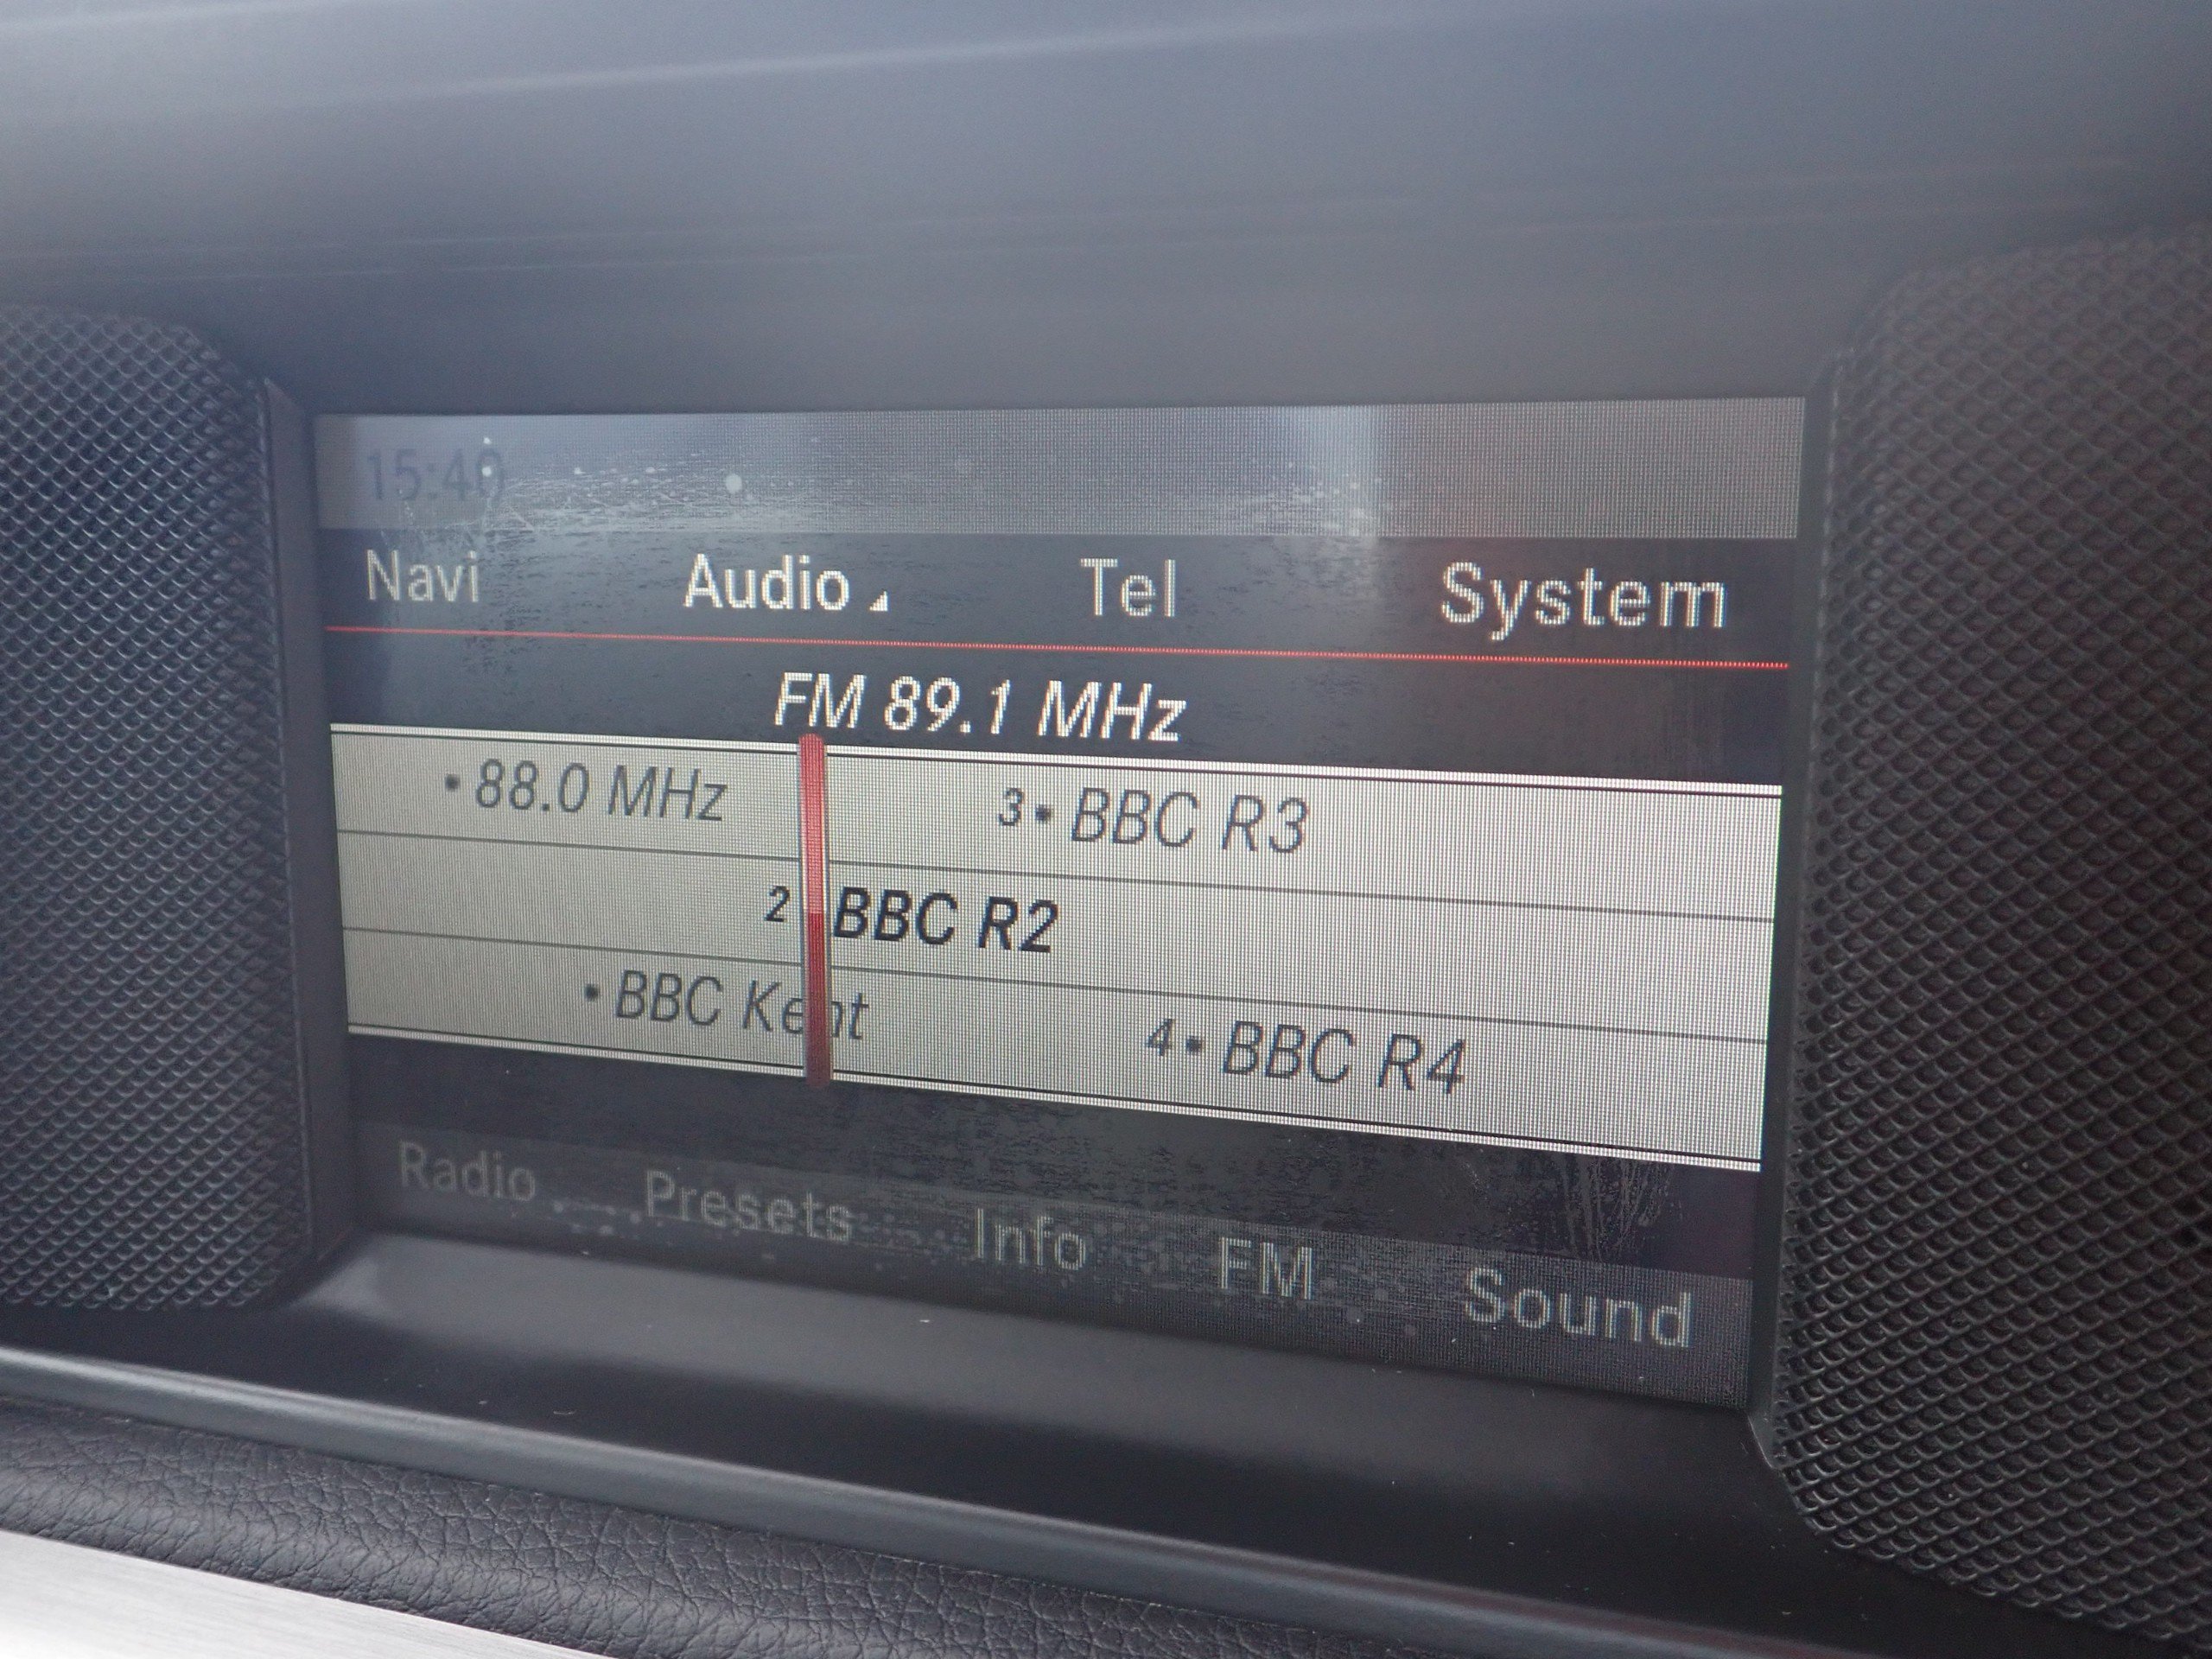 15:40
Navi Audio Tel System
FM 89.1 MHz
• 88.0 MHz 3• BBC R3
2 BBC R2
• BBC Kent 4• BBC R4
Radio Presets Info FM Sound